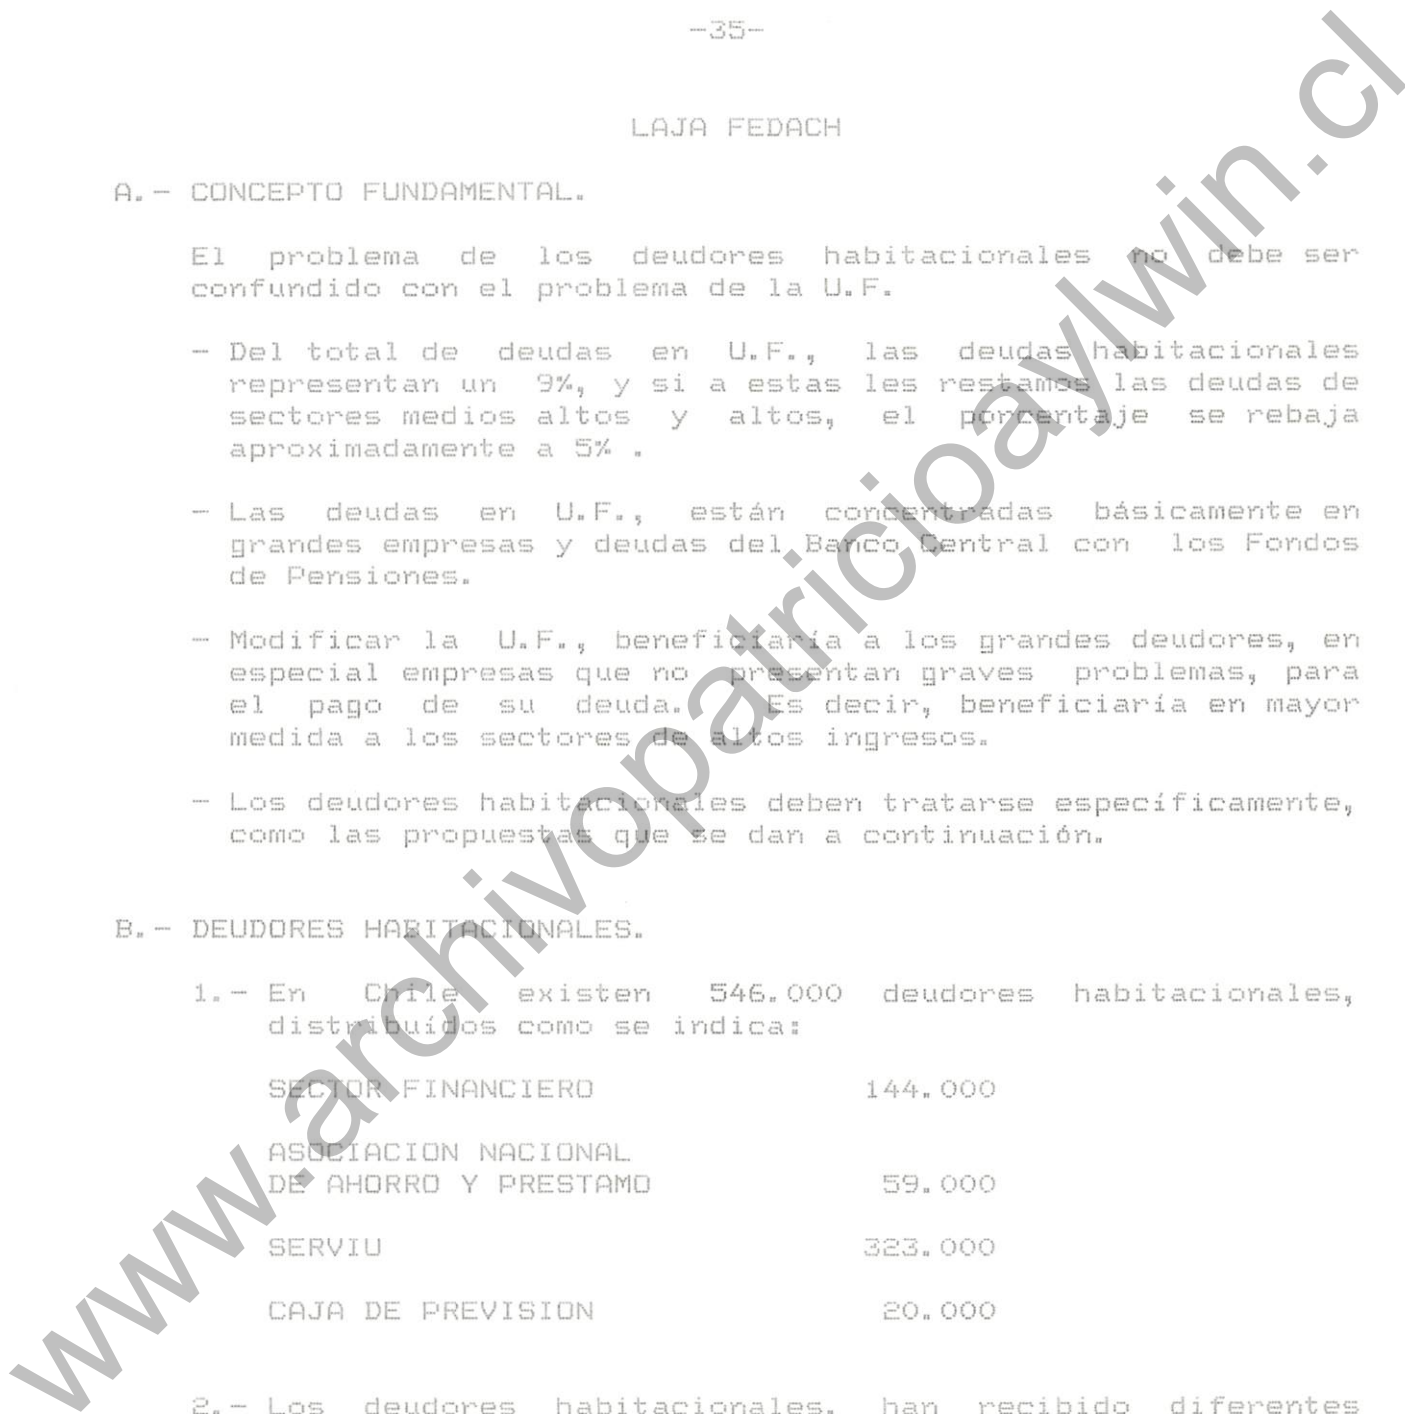 -35-
LAJA FEDACH
A.- CONCEPTO FUNDAMENTAL.
El problema de los deudores habitacionales no debe ser
confundido con el problema de la U.F.
- Del total de deudas en U.F., las deudas habitacionales
representan un 9%, y si a estas les restamos las deudas de
sectores medios altos y altos, el porcentaje se rebaja
aproximadamente a 5% .
- Las deudas en U.F., están concentradas básicamente en
grandes empresas y deudas del Banco Central con los Fondos
de Pensiones.
- Modificar la U.F., beneficiaría a los grandes deudores, en
especial empresas que no presentan graves problemas, para
el pago de su deuda. Es decir, beneficiaría en mayor
medida a los sectores de altos ingresos.
- Los deudores habitacionales deben tratarse específicamente,
como las propuestas que se dan a continuación.
B.- DEUDORES HABITACIONALES.
1.- En Chile existen 546.000 deudores habitacionales,
distribuídos como se indica:
SECTOR FINANCIERO 144.000
ASOCIACION NACIONAL
DE AHORRO Y PRESTAMO 59.000
SERVIU 323.000
CAJA DE PREVISION 20.000
2.- Los deudores habitacionales, han recibido diferentes
www.archivopatricioaylwin.cl